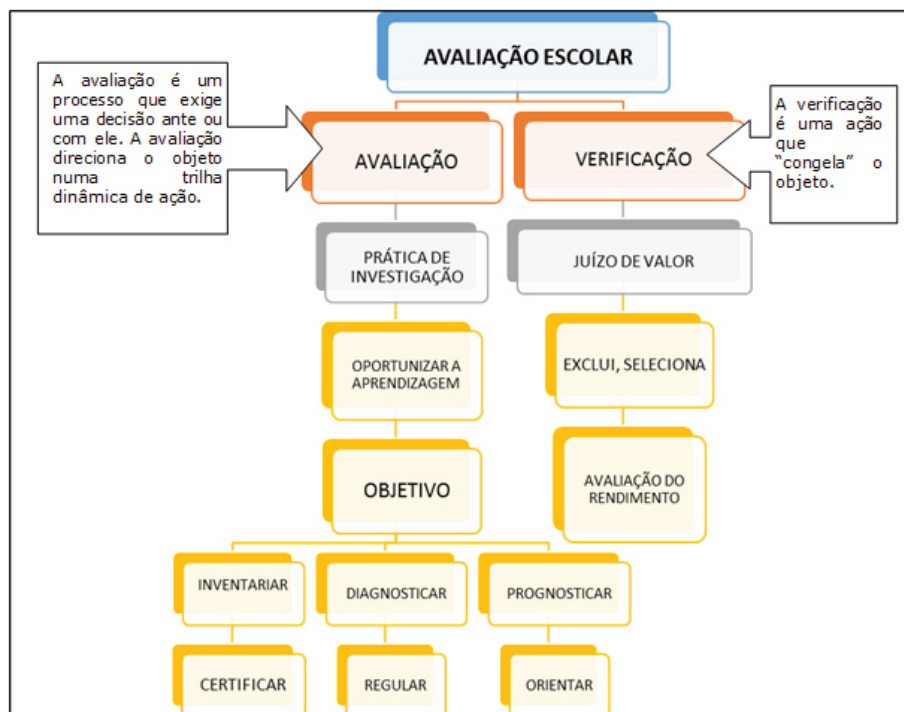 AVALIAÇÃO ESCOLAR
A avaliação é um
processo que exige
uma decisão ante ou
com ele. A avaliação
direciona o objeto
numa trilha
dinâmica de ação.
AVALIAÇÃO
VERIFICAÇÃO
A verificação
é uma ação
que
“congela” o
objeto.
PRÁTICA DE
INVESTIGAÇÃO
JUÍZO DE VALOR
OPORTUNIZAR A
APRENDIZAGEM
EXCLUI, SELECIONA
OBJETIVO
AVALIAÇÃO DO
RENDIMENTO
INVENTARIAR
DIAGNOSTICAR
PROGNOSTICAR
CERTIFICAR
REGULAR
ORIENTAR